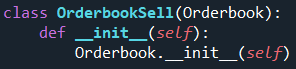 class OrderbookSell(Orderbook):
    def __init__(self):
        Orderbook.__init__(self)